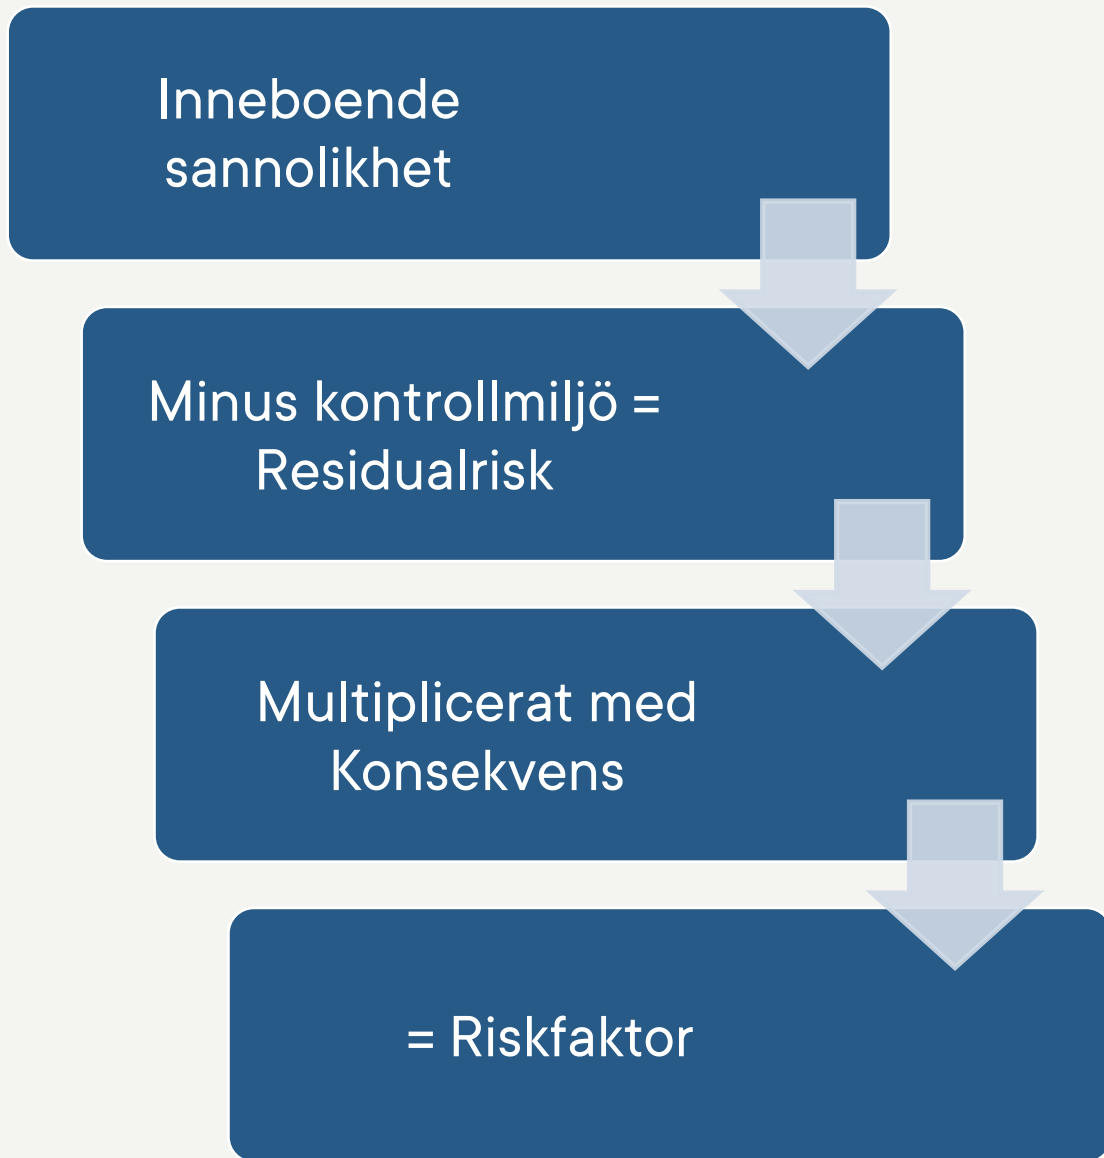 Inneboende
sannolikhet
Minus kontrollmiljö =
Residualrisk
Multiplicerat med
Konsekvens
= Riskfaktor